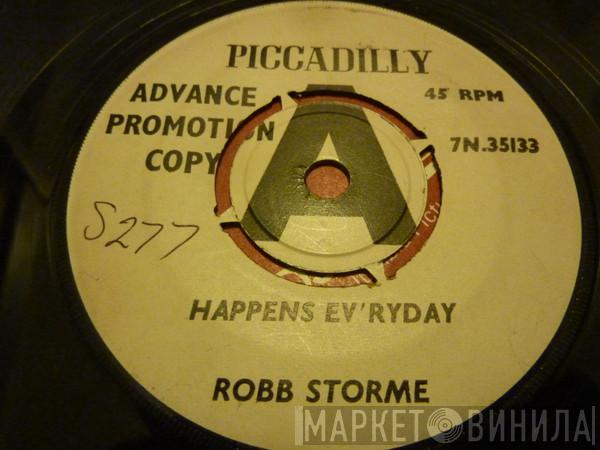 PICCADILLY
ADVANCE
PROMOTION
COPY
A
45 RPM
7N.35133
S277
HAPPENS EV'RYDAY
ROBB STORME
МАРКЕТ ВИНИЛА